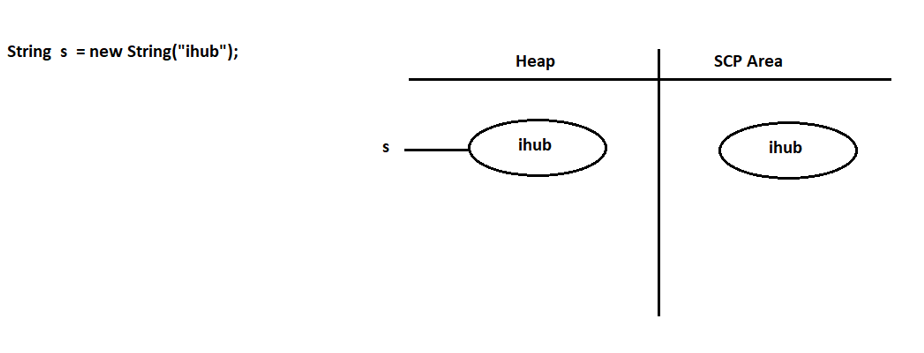 String s = new String("ihub");
Heap
SCP Area
s
ihub
ihub